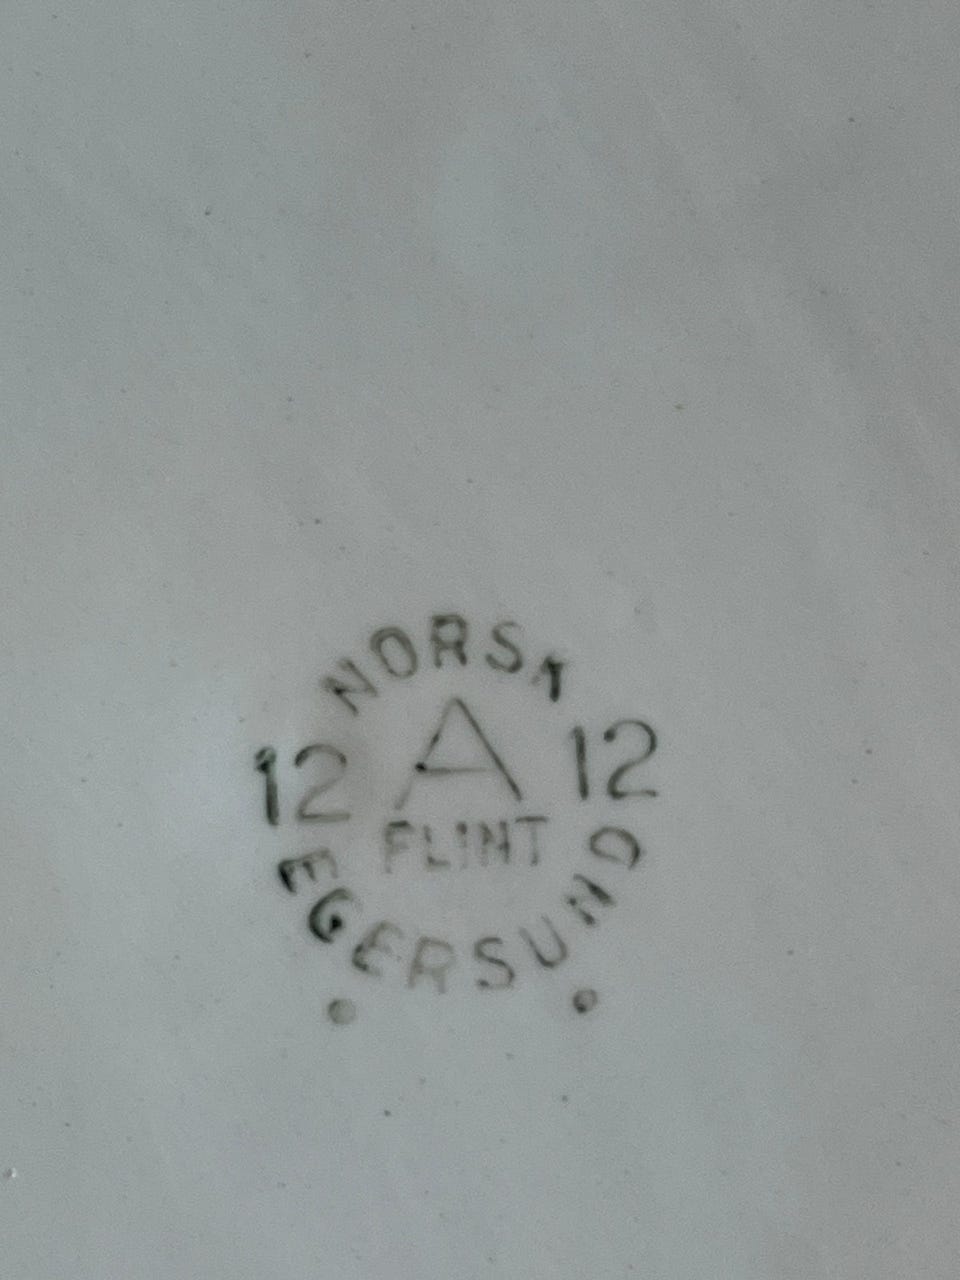 NORSK
12 A 12
FLINT
EGERSUND